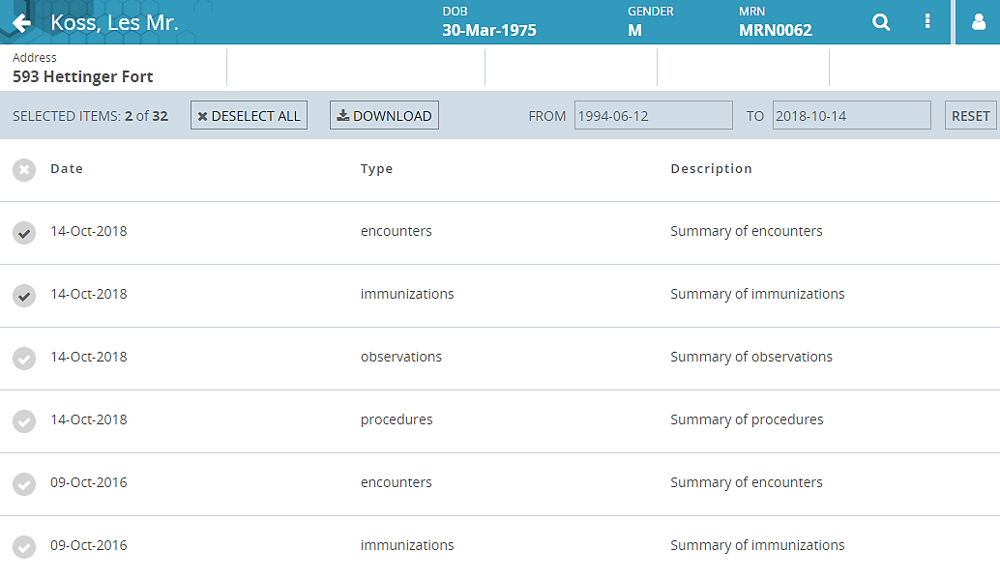 Koss, Les Mr.
DOB
30-Mar-1975
GENDER
M
MRN
MRN0062
Address
593 Hettinger Fort
SELECTED ITEMS: 2 of 32 DESELECT ALL DOWNLOAD FROM 1994-06-12 TO 2018-10-14 RESET
Date Type Description
14-Oct-2018 encounters Summary of encounters
14-Oct-2018 immunizations Summary of immunizations
14-Oct-2018 observations Summary of observations
14-Oct-2018 procedures Summary of procedures
09-Oct-2016 encounters Summary of encounters
09-Oct-2016 immunizations Summary of immunizations